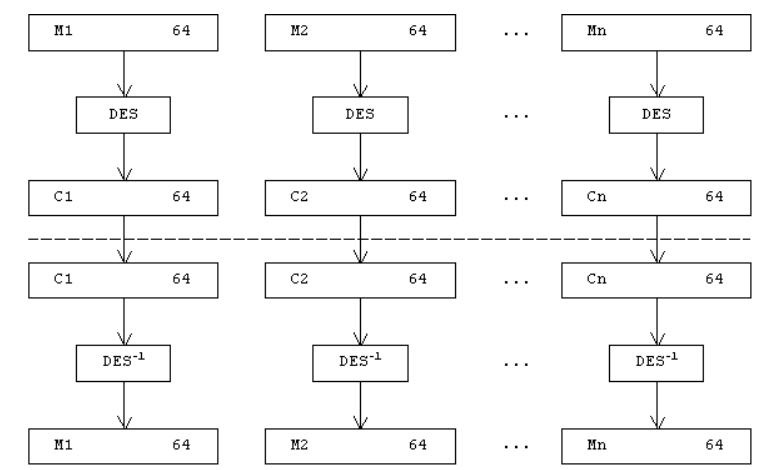 M1 64 M2 64 ... Mn 64
DES DES ... DES
C1 64 C2 64 ... Cn 64
C1 64 C2 64 ... Cn 64
DES⁻¹ DES⁻¹ ... DES⁻¹
M1 64 M2 64 ... Mn 64